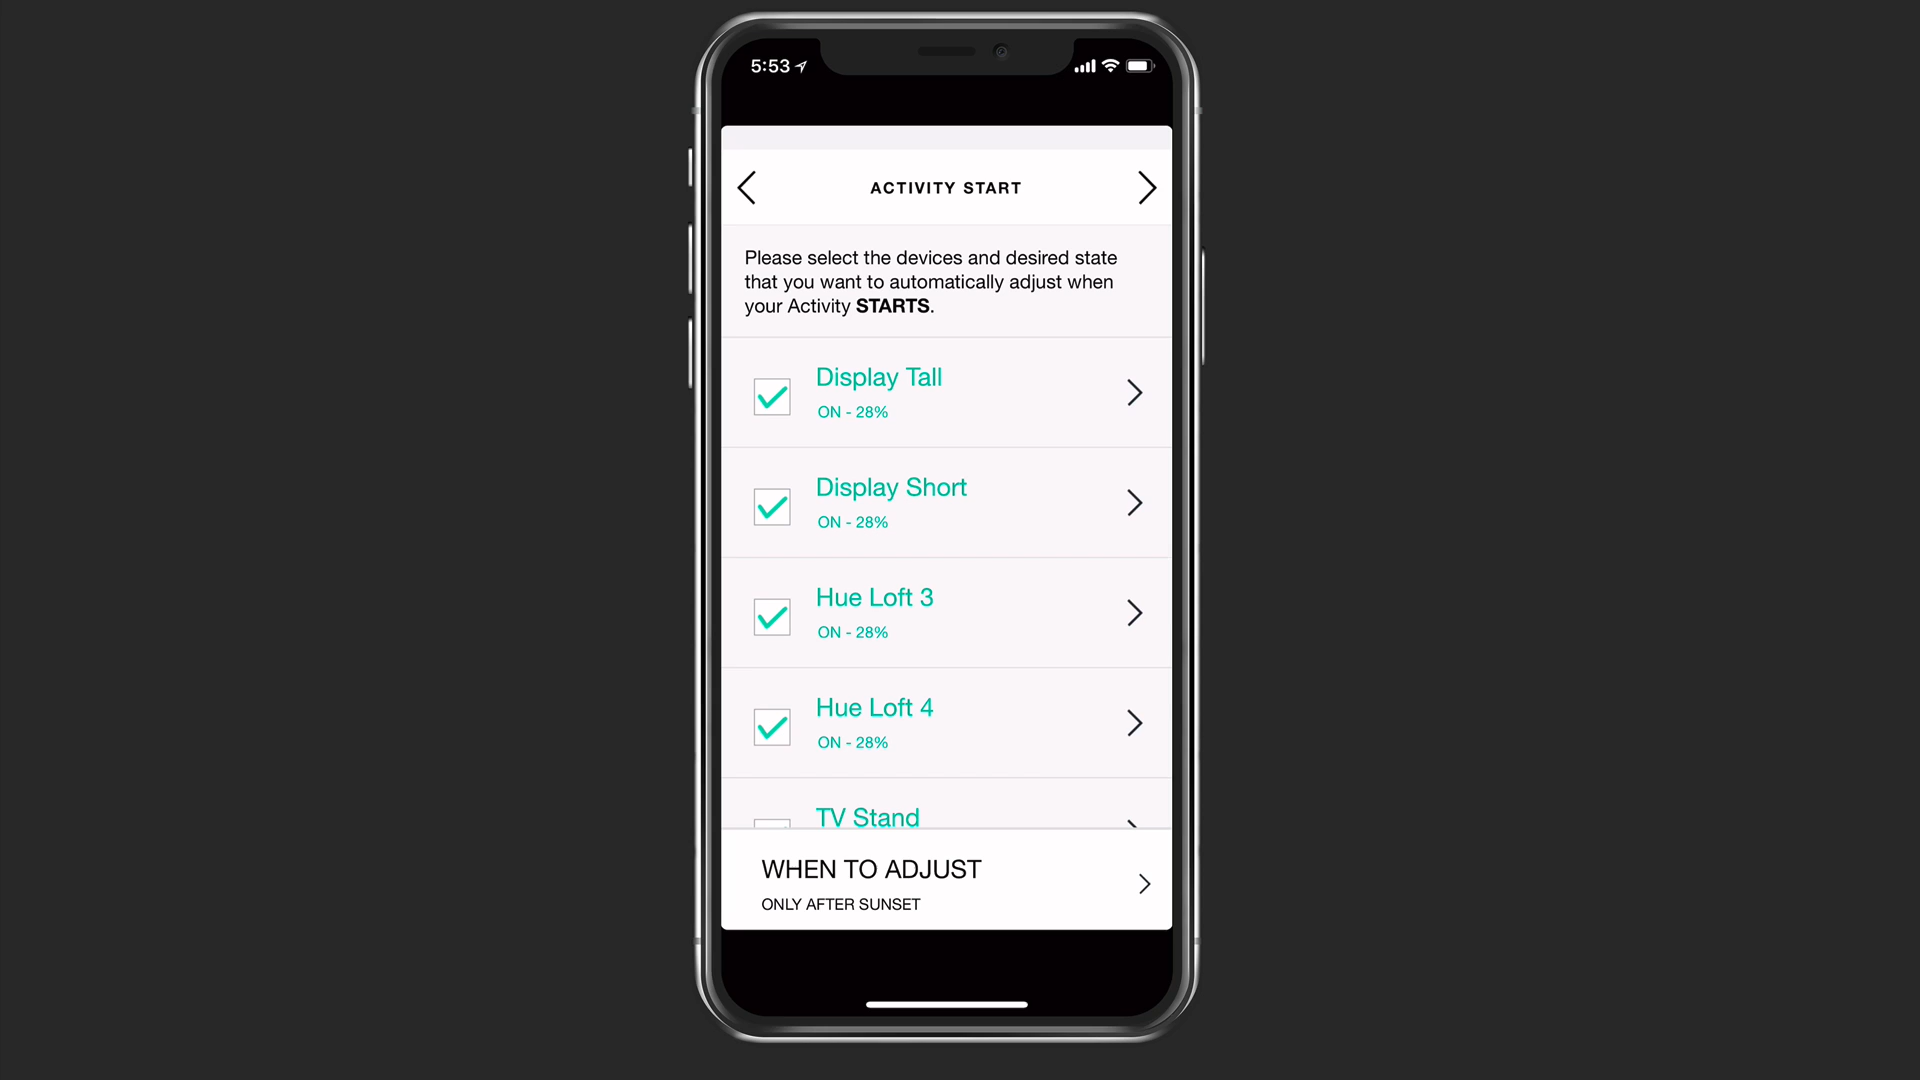 5:53
ACTIVITY START
Please select the devices and desired state
that you want to automatically adjust when
your Activity STARTS.
Display Tall
ON - 28%
Display Short
ON - 28%
Hue Loft 3
ON - 28%
Hue Loft 4
ON - 28%
TV Stand
WHEN TO ADJUST
ONLY AFTER SUNSET